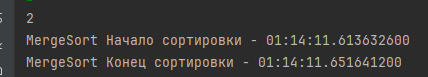 2
MergeSort Начало сортировки - 01:14:11.613632600
MergeSort Конец сортировки - 01:14:11.651641200